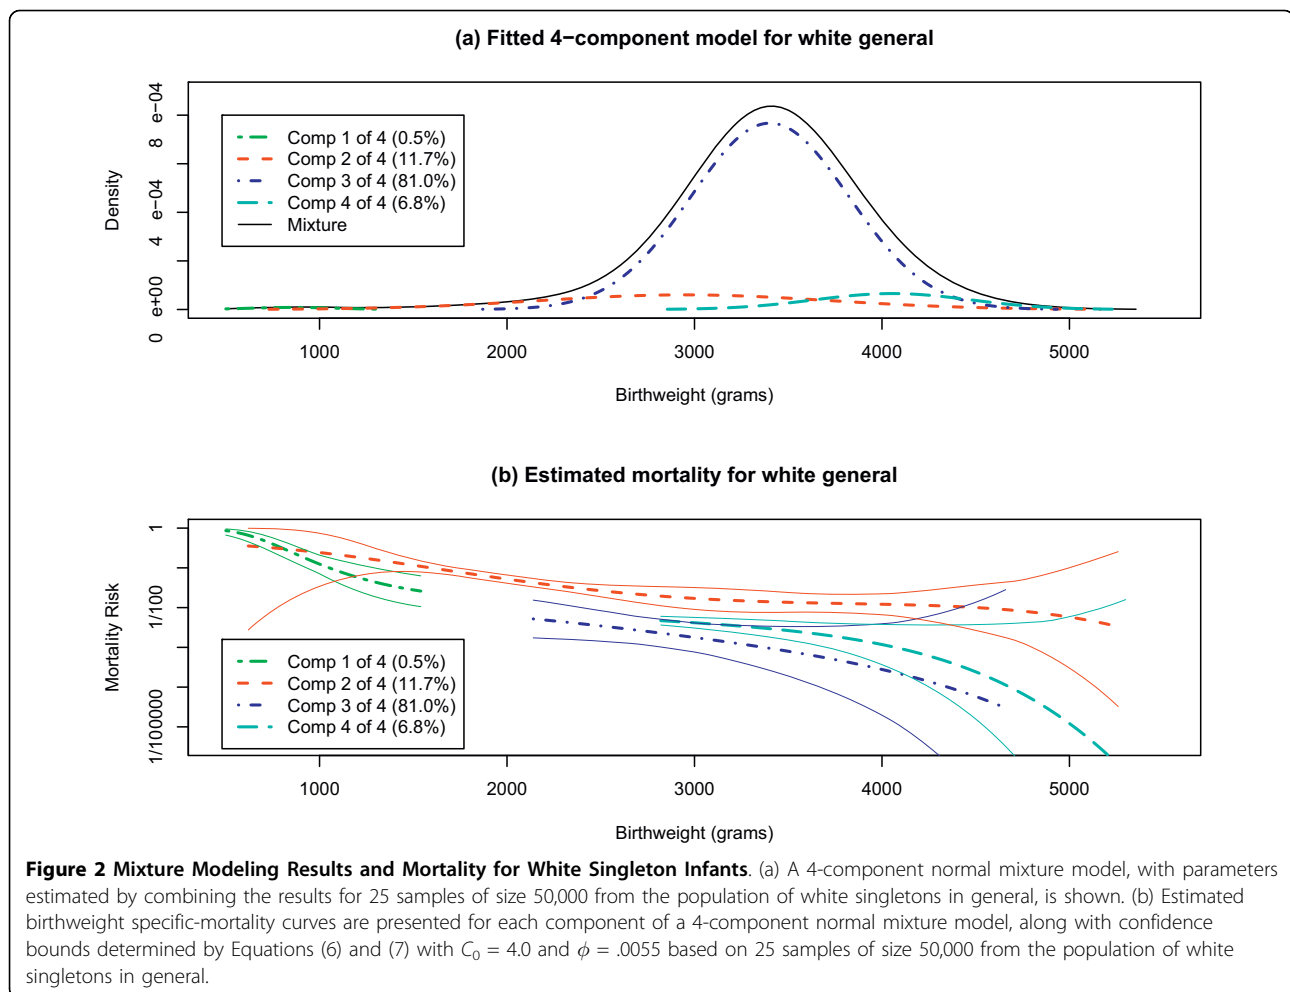 (a) Fitted 4−component model for white general
Density
0 e+00 4 e−04 8 e−04
Comp 1 of 4 (0.5%)
Comp 2 of 4 (11.7%)
Comp 3 of 4 (81.0%)
Comp 4 of 4 (6.8%)
Mixture
1000 2000 3000 4000 5000
Birthweight (grams)
(b) Estimated mortality for white general
Mortality Risk
1/100000 1/100 1
Comp 1 of 4 (0.5%)
Comp 2 of 4 (11.7%)
Comp 3 of 4 (81.0%)
Comp 4 of 4 (6.8%)
1000 2000 3000 4000 5000
Birthweight (grams)
Figure 2 Mixture Modeling Results and Mortality for White Singleton Infants. (a) A 4-component normal mixture model, with parameters
estimated by combining the results for 25 samples of size 50,000 from the population of white singletons in general, is shown. (b) Estimated
birthweight specific-mortality curves are presented for each component of a 4-component normal mixture model, along with confidence
bounds determined by Equations (6) and (7) with C0 = 4.0 and ϕ = .0055 based on 25 samples of size 50,000 from the population of white
singletons in general.